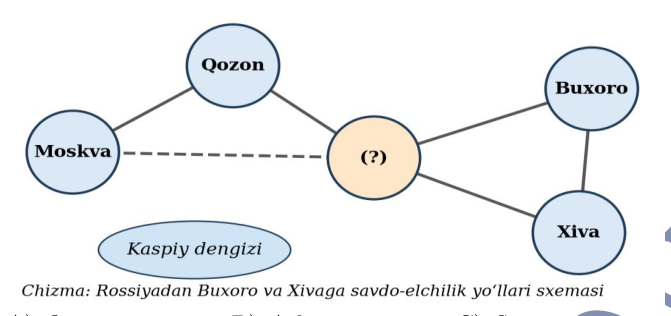 Qozon
Buxoro
Moskva
(?)
Xiva
Kaspiy dengizi
Chizma: Rossiyadan Buxoro va Xivaga savdo-elchilik yo‘llari sxemasi